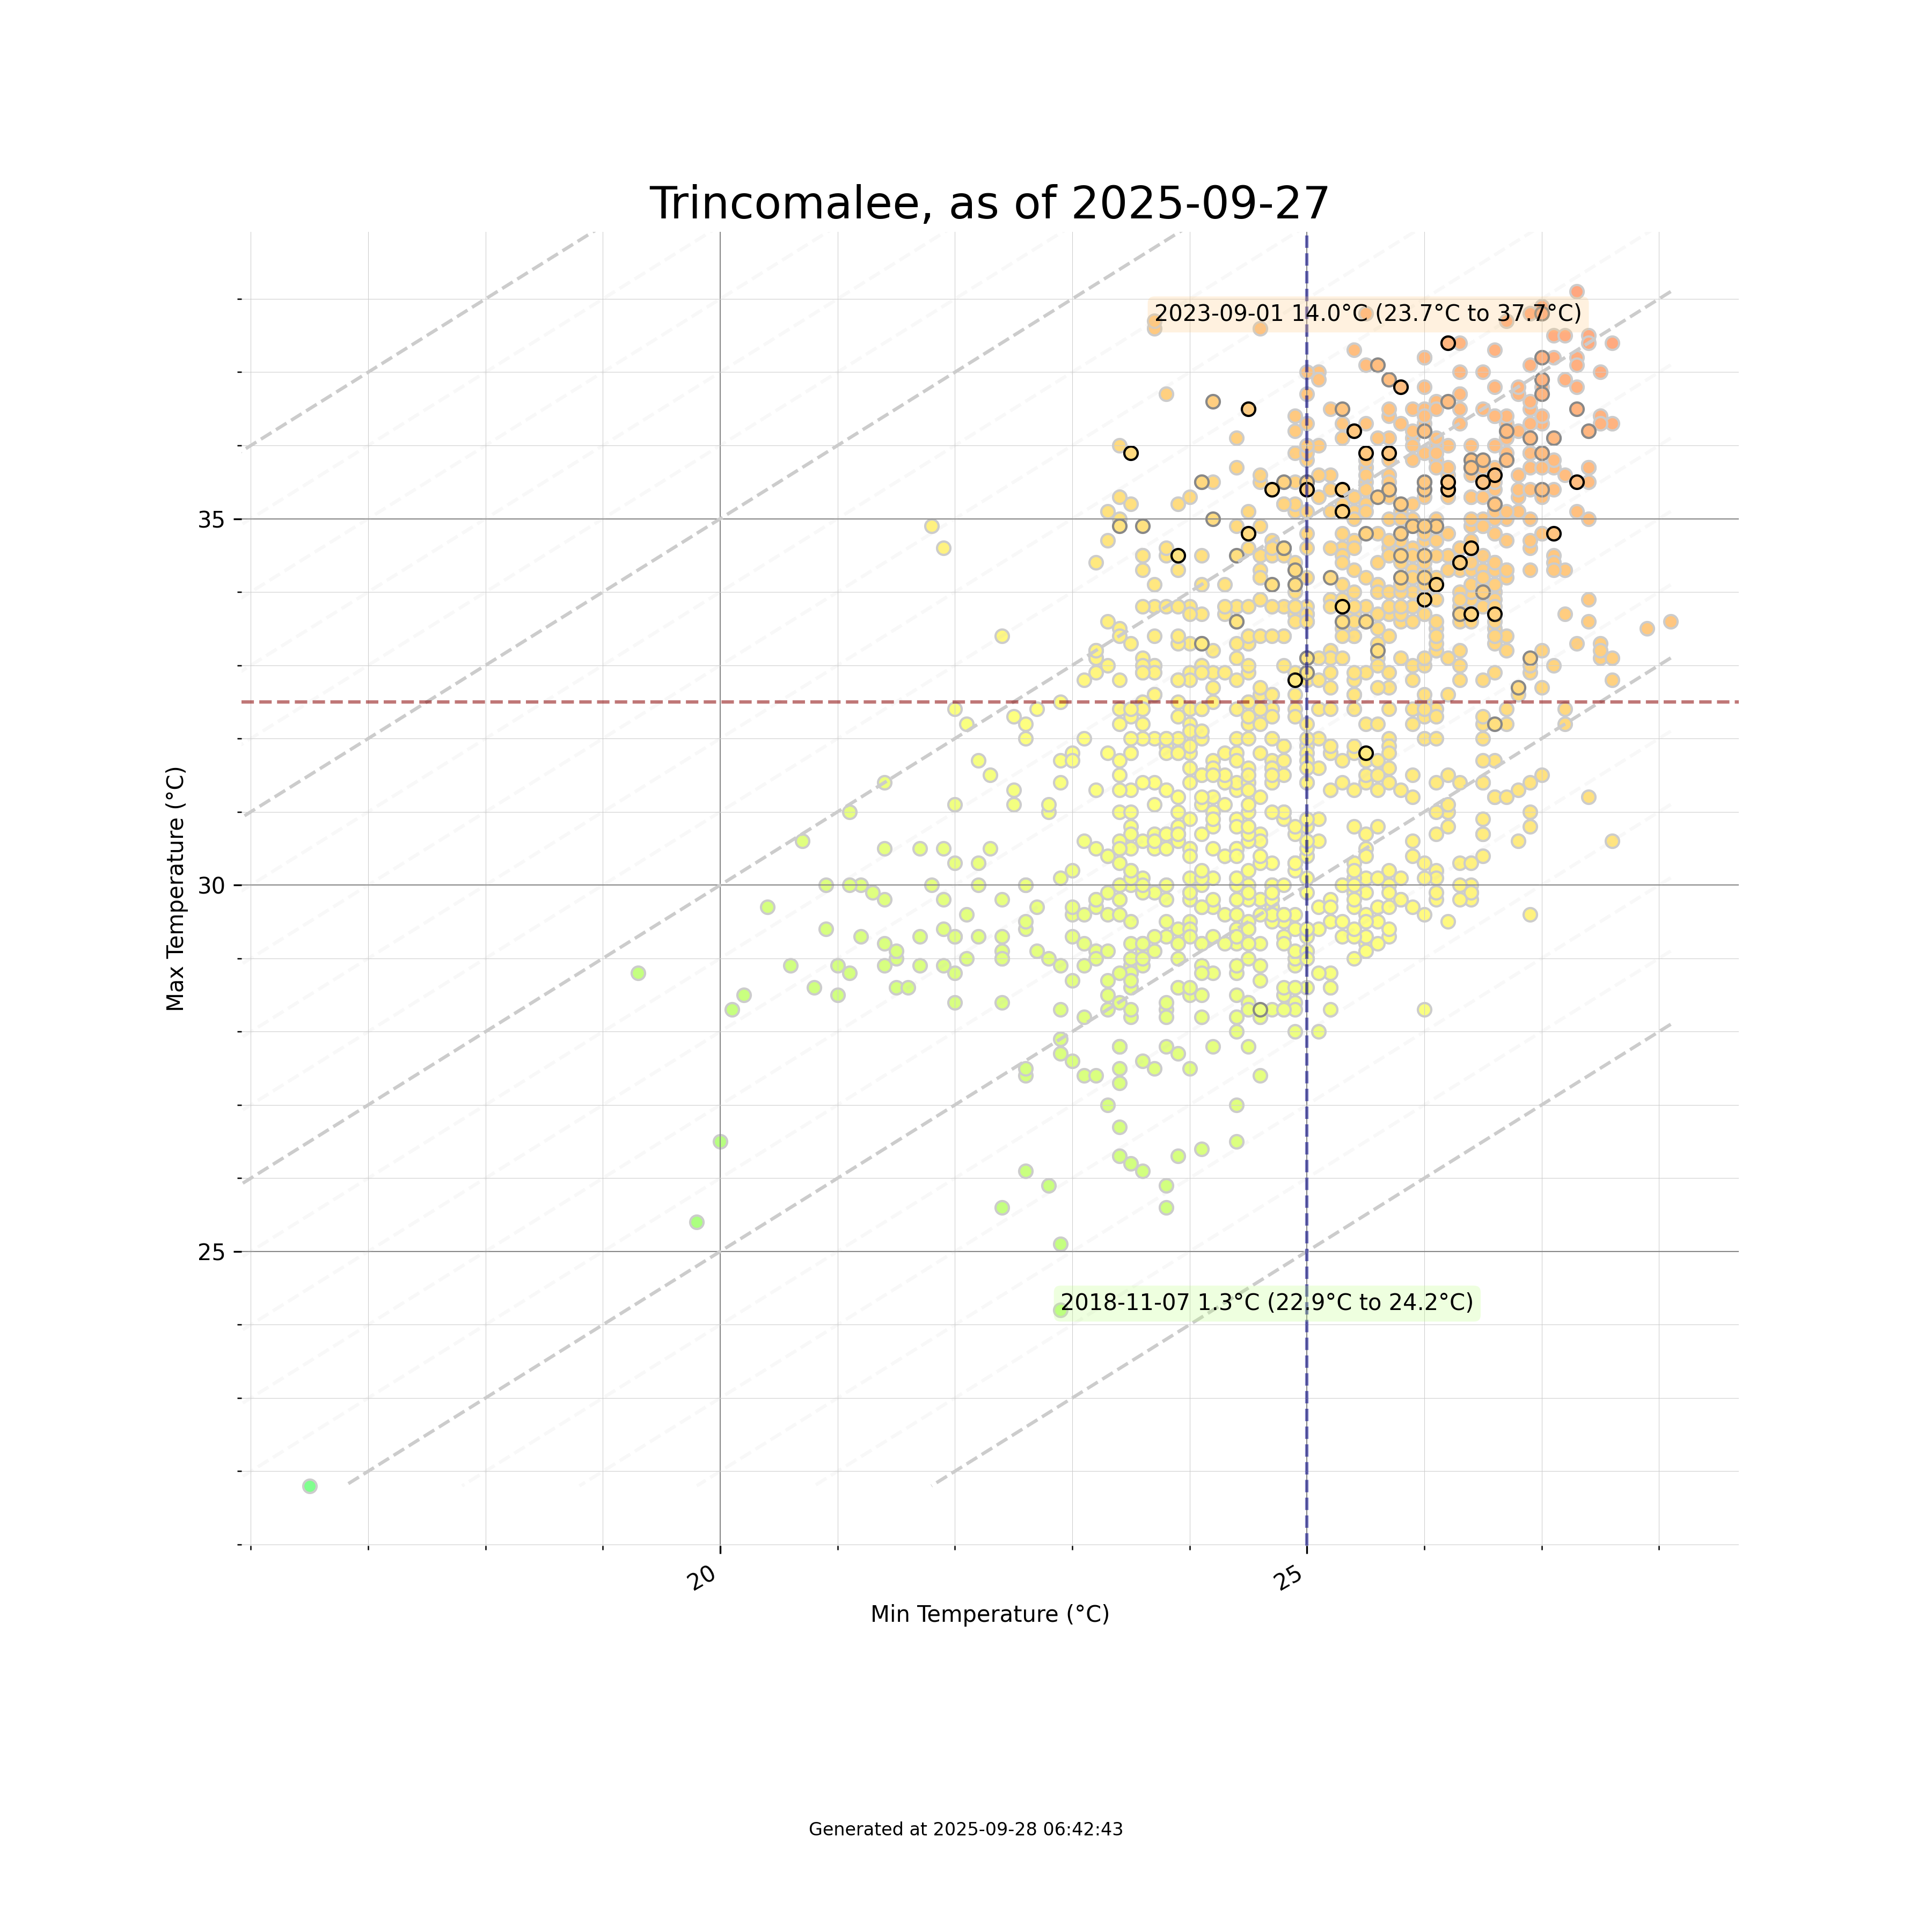 Trincomalee, as of 2025-09-27
2023-09-01 14.0°C (23.7°C to 37.7°C)
35
30
25
Max Temperature (°C)
2018-11-07 1.3°C (22.9°C to 24.2°C)
20
25
Min Temperature (°C)
Generated at 2025-09-28 06:42:43